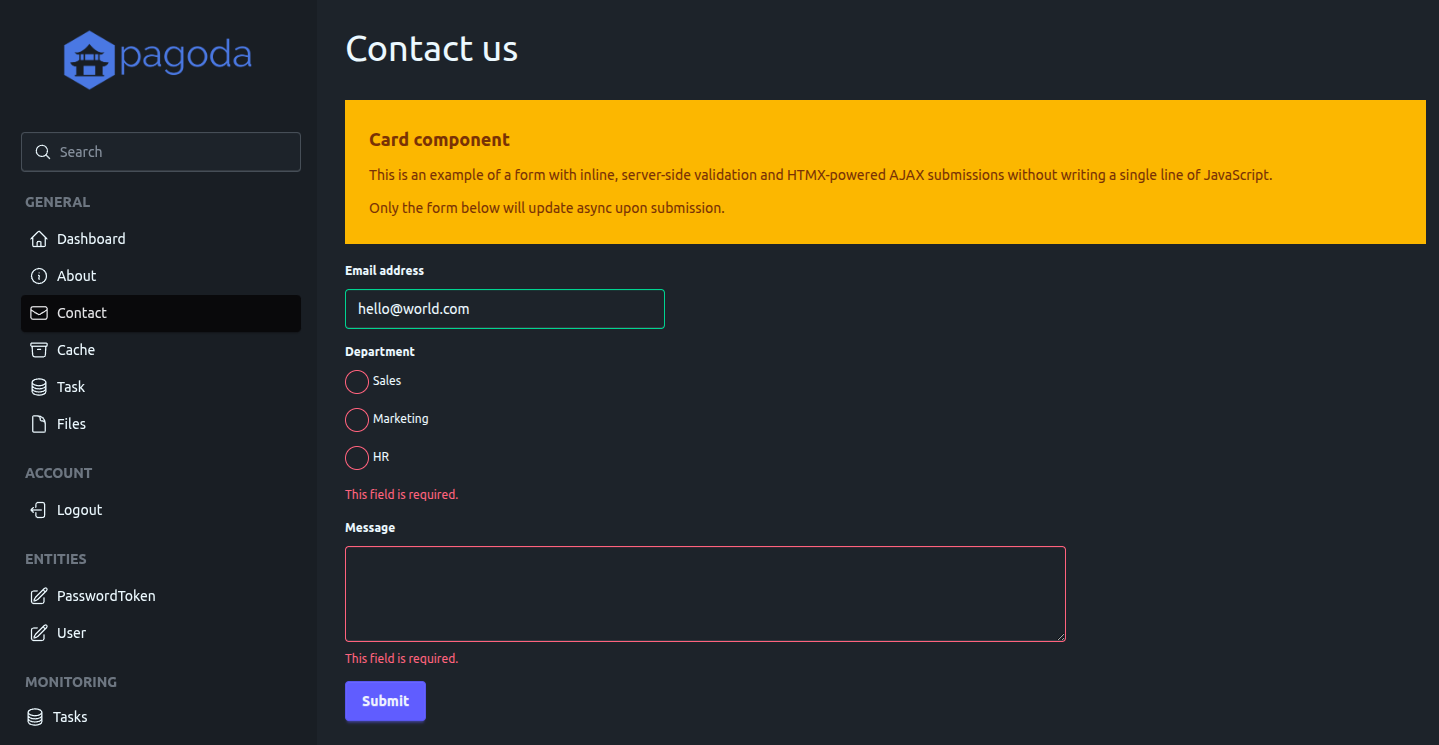 pagoda
Search
GENERAL
Dashboard
About
Contact
Cache
Task
Files
ACCOUNT
Logout
ENTITIES
PasswordToken
User
MONITORING
Tasks
Contact us
Card component
This is an example of a form with inline, server-side validation and HTMX-powered AJAX submissions without writing a single line of JavaScript.
Only the form below will update async upon submission.
Email address
hello@world.com
Department
Sales
Marketing
HR
This field is required.
Message
This field is required.
Submit